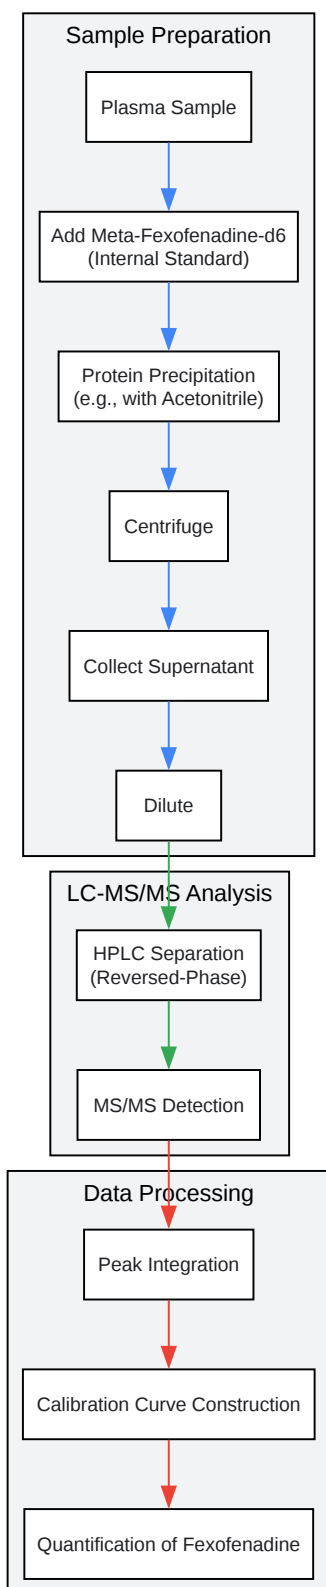 Sample Preparation
Plasma Sample
Add Meta-Fexofenadine-d6
(Internal Standard)
Protein Precipitation
(e.g., with Acetonitrile)
Centrifuge
Collect Supernatant
Dilute
LC-MS/MS Analysis
HPLC Separation
(Reversed-Phase)
MS/MS Detection
Data Processing
Peak Integration
Calibration Curve Construction
Quantification of Fexofenadine